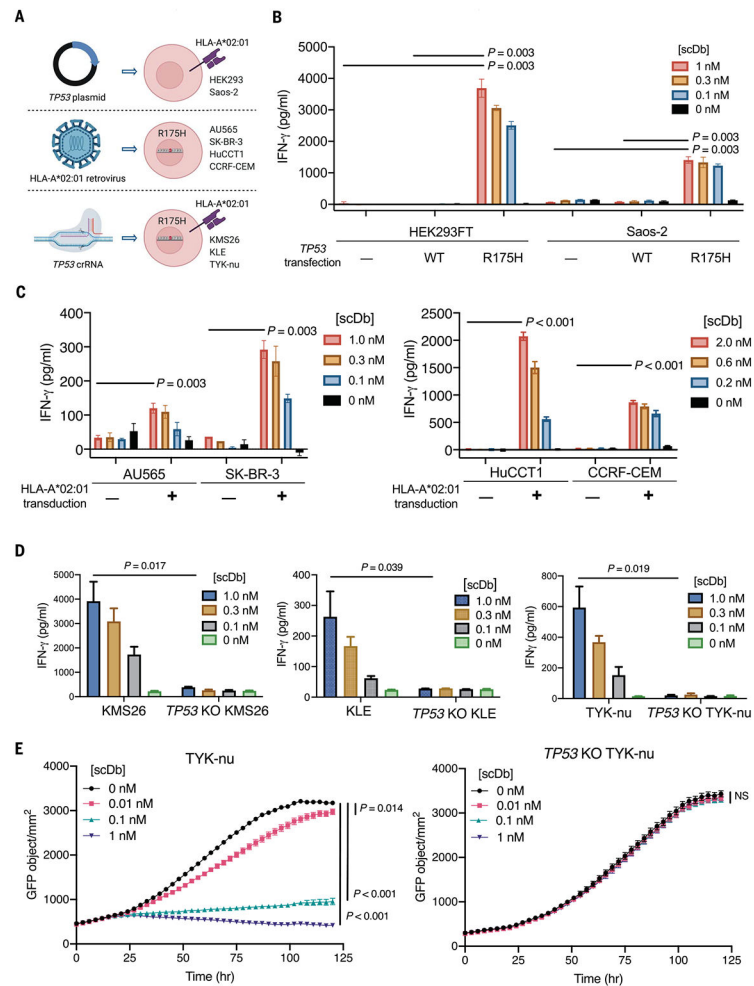 A
HLA-A*02:01
HEK293
Saos-2
TP53 plasmid
R175H
AU565
SK-BR-3
HuCCT1
CCRF-CEM
HLA-A*02:01 retrovirus
HLA-A*02:01
R175H
KMS26
KLE
TYK-nu
TP53 crRNA
B
IFN-γ (pg/ml)
5000
4000
3000
2000
1000
0
P = 0.003
P = 0.003
[scDb]
1 nM
0.3 nM
0.1 nM
0 nM
P = 0.003
P = 0.003
HEK293FT
Saos-2
TP53
transfection
—
WT
R175H
—
WT
R175H
C
IFN-γ (pg/ml)
400
300
200
100
0
P = 0.003
P = 0.003
[scDb]
1.0 nM
0.3 nM
0.1 nM
0 nM
AU565
SK-BR-3
HLA-A*02:01
transduction
—
+
—
+
IFN-γ (pg/ml)
2500
2000
1500
1000
500
0
P < 0.001
P < 0.001
[scDb]
2.0 nM
0.6 nM
0.2 nM
0 nM
HuCCT1
CCRF-CEM
HLA-A*02:01
transduction
—
+
—
+
D
IFN-γ (pg/ml)
5000
4000
3000
2000
1000
0
P = 0.017
[scDb]
1.0 nM
0.3 nM
0.1 nM
0 nM
KMS26
TP53 KO KMS26
IFN-γ (pg/ml)
400
300
200
100
0
P = 0.039
[scDb]
1.0 nM
0.3 nM
0.1 nM
0 nM
KLE
TP53 KO KLE
IFNγ (pg/ml)
800
600
400
200
0
P = 0.019
[scDb]
1.0 nM
0.3 nM
0.1 nM
0 nM
TYK-nu
TP53 KO TYK-nu
E
TYK-nu
GFP object/mm²
4000
3000
2000
1000
0
[scDb]
0 nM
0.01 nM
0.1 nM
1 nM
P = 0.014
P < 0.001
P < 0.001
0
25
50
75
100
125
Time (hr)
TP53 KO TYK-nu
GFP object/mm²
4000
3000
2000
1000
0
[scDb]
0 nM
0.01 nM
0.1 nM
1 nM
NS
0
25
50
75
100
125
Time (hr)